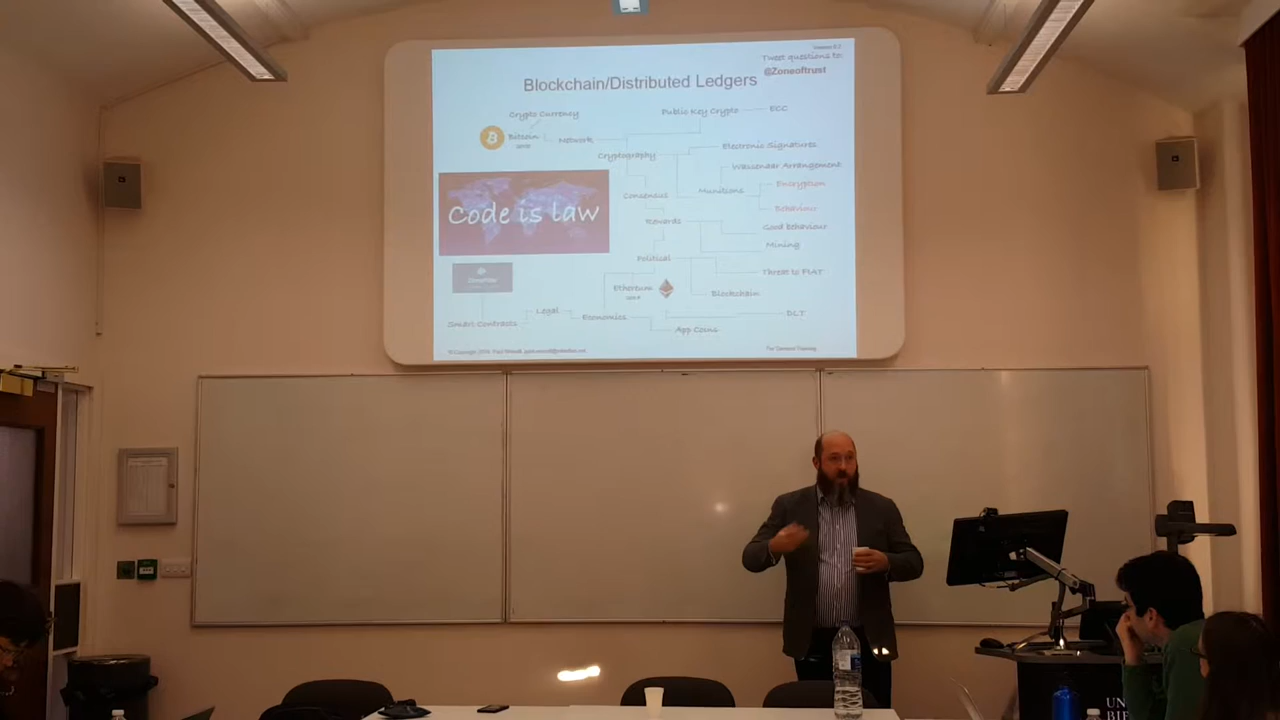 Tweet questions to:
@Zoneoftrust
Blockchain/Distributed Ledgers
Crypto Currency
Public Key Crypto
ECC
Bitcoin
Network
Cryptography
Electronic Signatures
Wassenaar Arrangement
Munitions
Encryption
Consensus
Behaviour
Code is law
Rewards
Good behaviour
Mining
Political
Threat to FIAT
Ethereum
Blockchain
Legal
Economics
DLT
Smart Contracts
App Coins
UN
BI